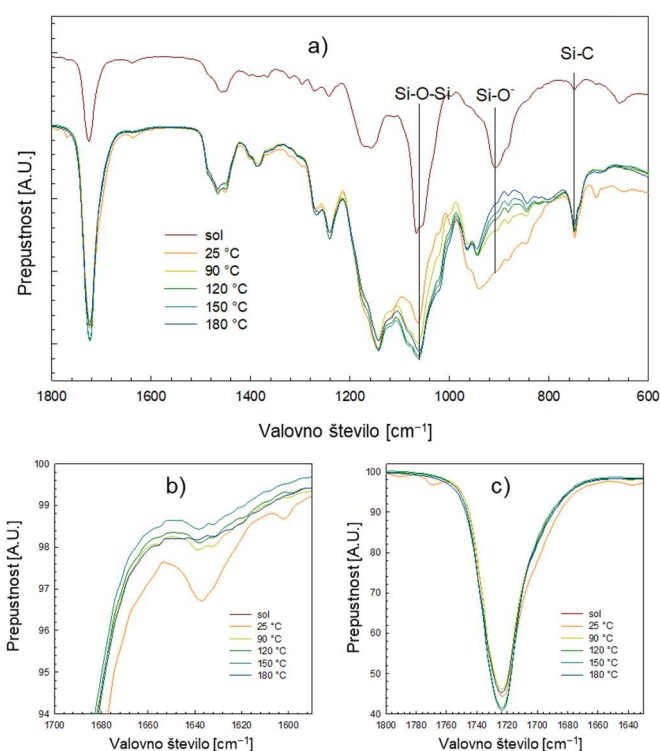 a)
Si-C
Si-O-Si
Si-O⁻
Prepustnost [A.U.]
sol
25 °C
90 °C
120 °C
150 °C
180 °C
1800 1600 1400 1200 1000 800 600
Valovno število [cm⁻¹]
b)
100
99
98
97
96
95
94
Prepustnost [A.U.]
sol
25 °C
90 °C
120 °C
150 °C
180 °C
1700 1680 1660 1640 1620 1600
Valovno število [cm⁻¹]
c)
100
90
80
70
60
50
40
Prepustnost [A.U.]
sol
25 °C
90 °C
120 °C
150 °C
180 °C
1800 1780 1760 1740 1720 1700 1680 1660 1640
Valovno število [cm⁻¹]